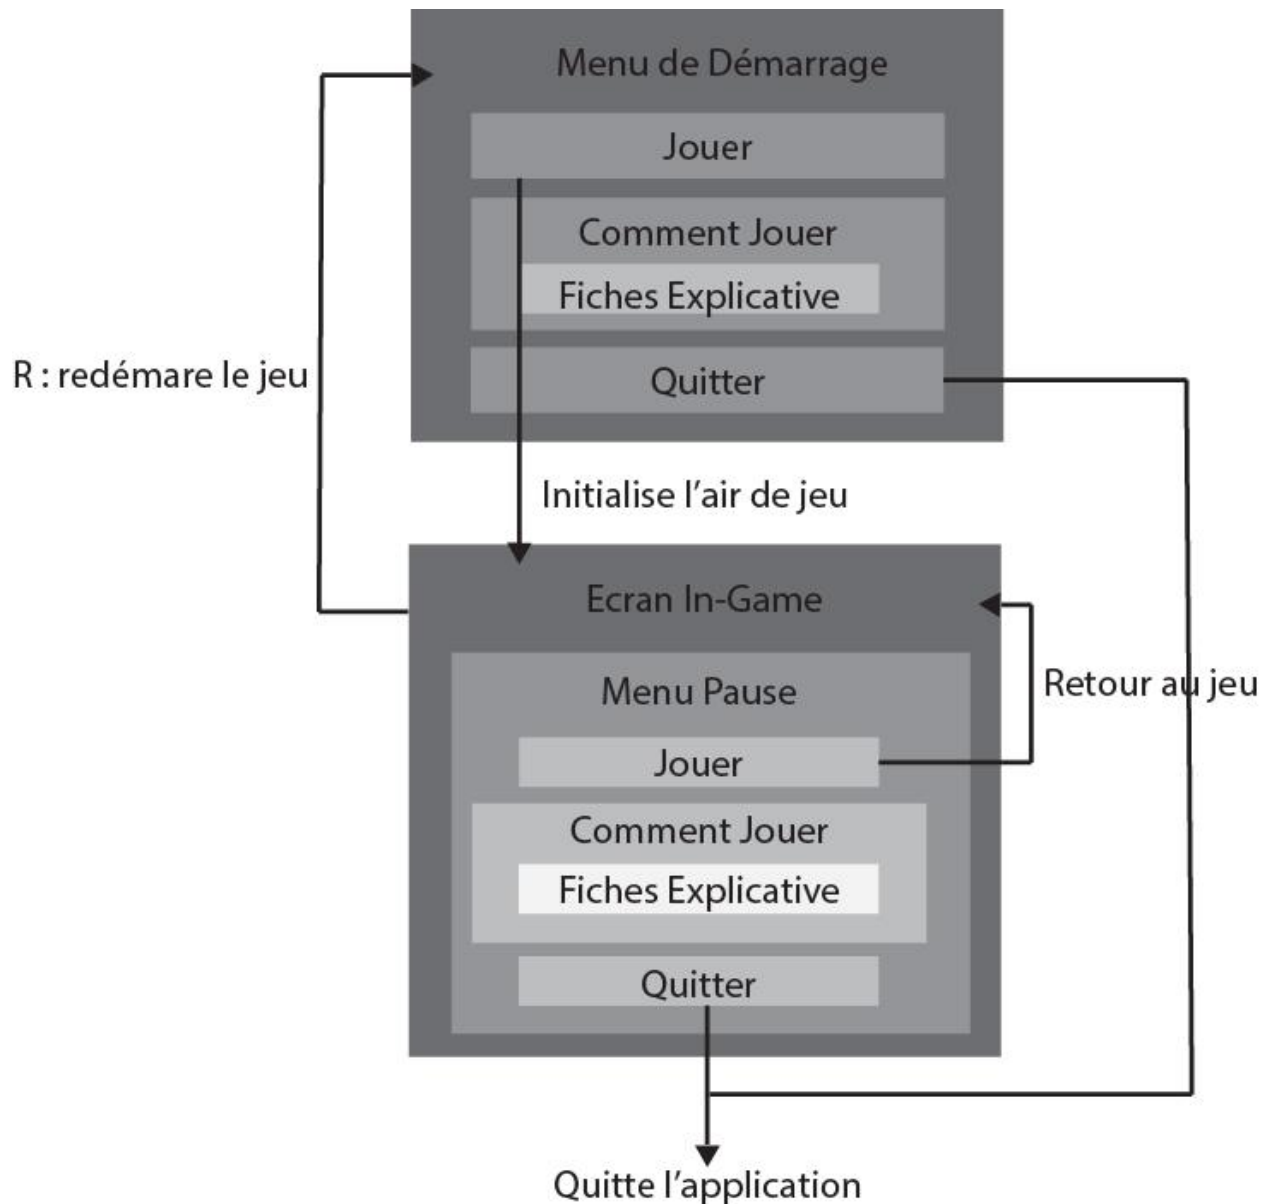 Menu de Démarrage
Jouer
Comment Jouer
Fiches Explicative
Quitter
R : redémare le jeu
Initialise l'air de jeu
Ecran In-Game
Menu Pause
Retour au jeu
Jouer
Comment Jouer
Fiches Explicative
Quitter
Quitte l'application